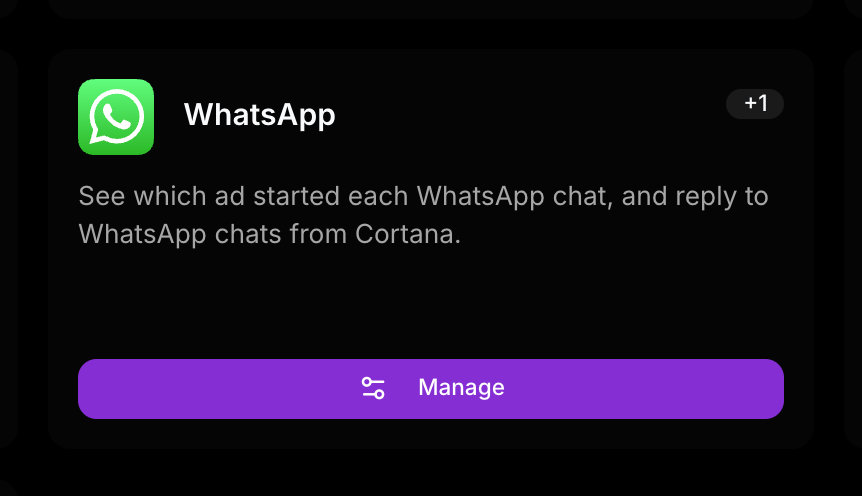 WhatsApp
+1
See which ad started each WhatsApp chat, and reply to
WhatsApp chats from Cortana.
Manage